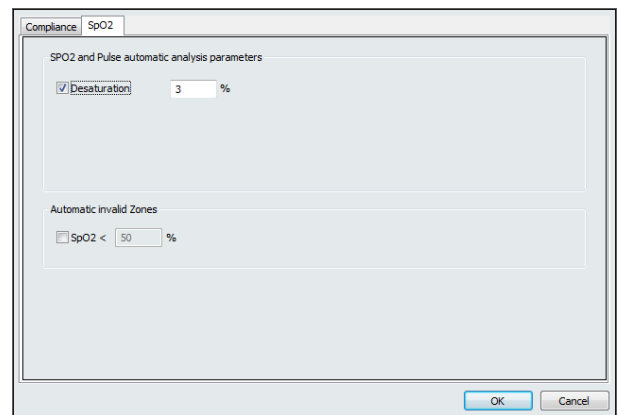 Compliance SpO2
SPO2 and Pulse automatic analysis parameters
Desaturation 3 %
Automatic invalid Zones
SpO2 < 50 %
OK Cancel